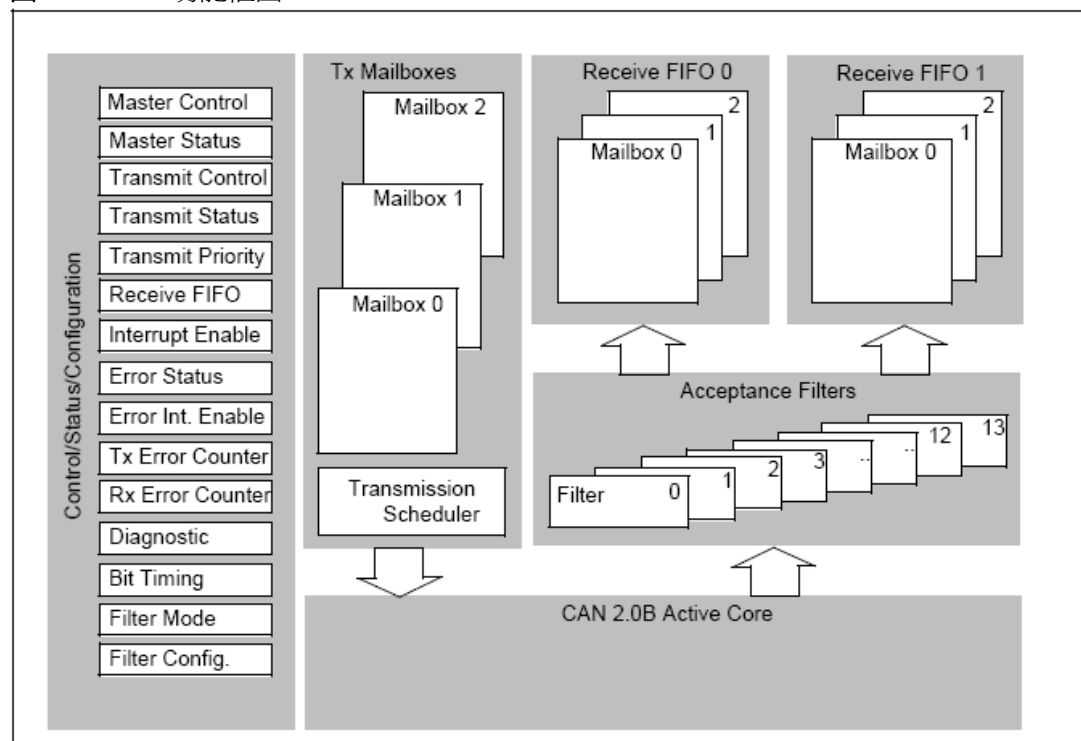 Control/Status/Configuration
Master Control
Master Status
Transmit Control
Transmit Status
Transmit Priority
Receive FIFO
Interrupt Enable
Error Status
Error Int. Enable
Tx Error Counter
Rx Error Counter
Diagnostic
Bit Timing
Filter Mode
Filter Config.
Tx Mailboxes
Mailbox 2
Mailbox 1
Mailbox 0
Transmission
Scheduler
Receive FIFO 0
2
1
Mailbox 0
Receive FIFO 1
2
1
Mailbox 0
Acceptance Filters
Filter 0
1
2
3
..
..
12
13
CAN 2.0B Active Core